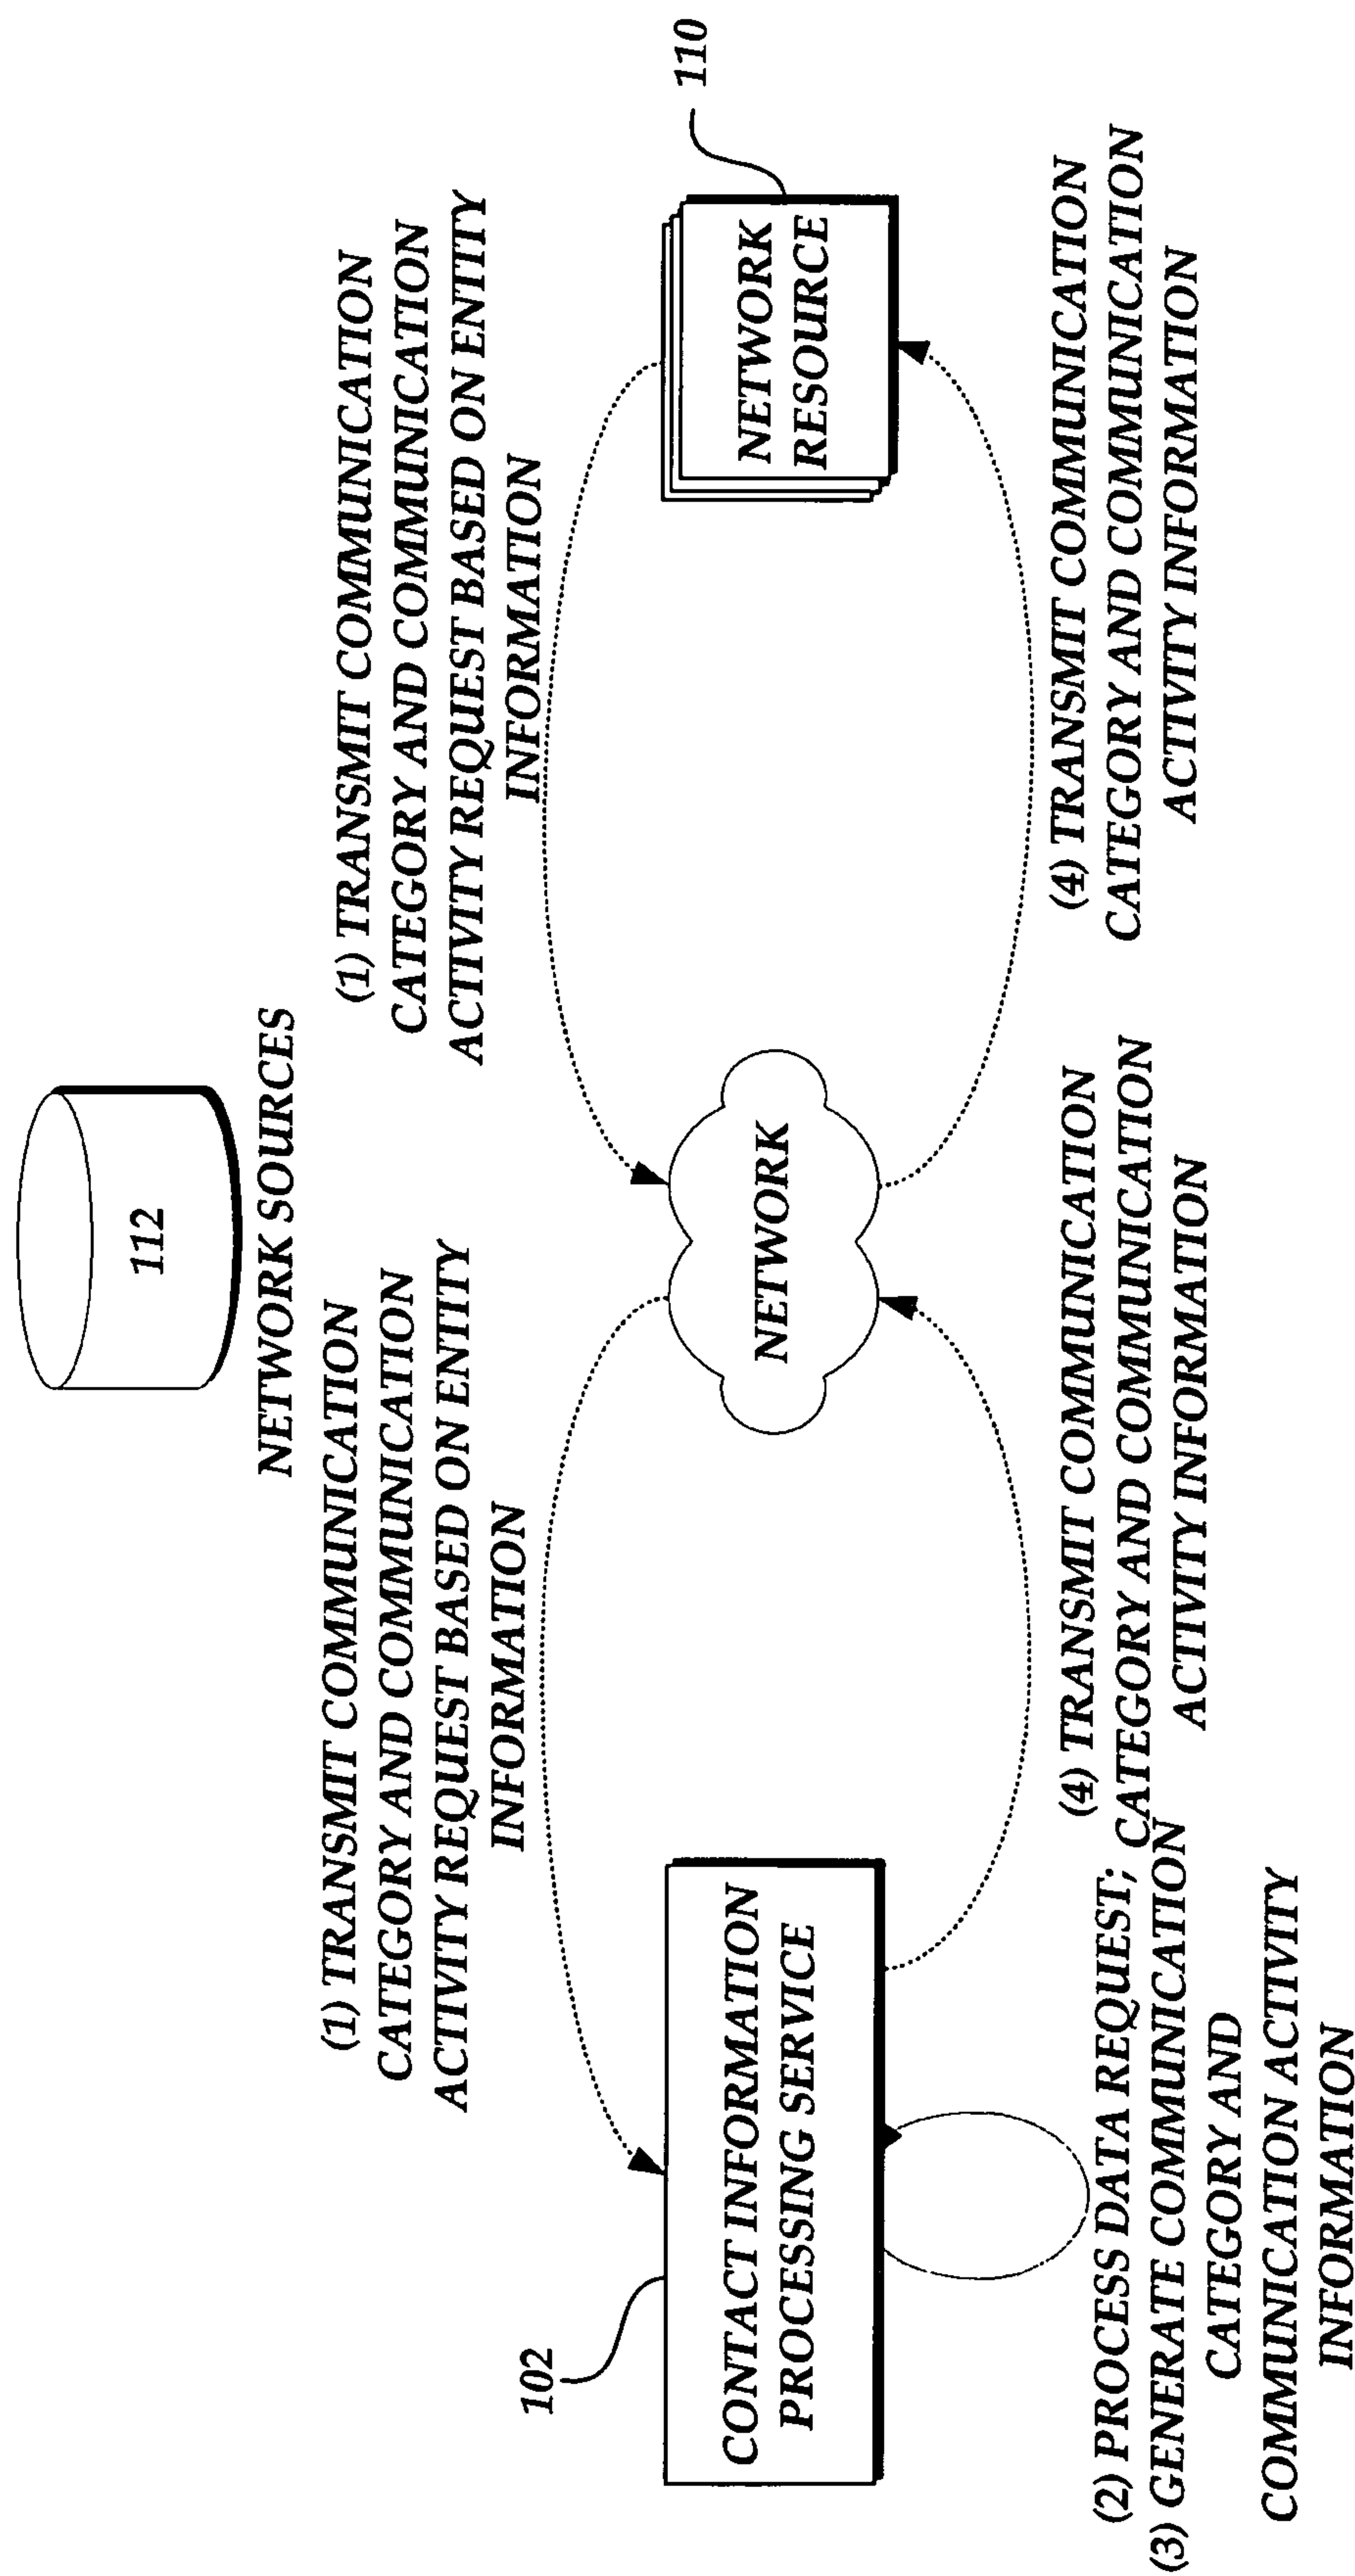 112
NETWORK SOURCES
(1) TRANSMIT COMMUNICATION
CATEGORY AND COMMUNICATION
ACTIVITY REQUEST BASED ON ENTITY
INFORMATION
(1) TRANSMIT COMMUNICATION
CATEGORY AND COMMUNICATION
ACTIVITY REQUEST BASED ON ENTITY
INFORMATION
102
CONTACT INFORMATION
PROCESSING SERVICE
NETWORK
NETWORK
RESOURCE
110
(2) PROCESS DATA REQUEST;
(3) GENERATE COMMUNICATION
CATEGORY AND
COMMUNICATION ACTIVITY
INFORMATION
(4) TRANSMIT COMMUNICATION
CATEGORY AND COMMUNICATION
ACTIVITY INFORMATION
(4) TRANSMIT COMMUNICATION
CATEGORY AND COMMUNICATION
ACTIVITY INFORMATION